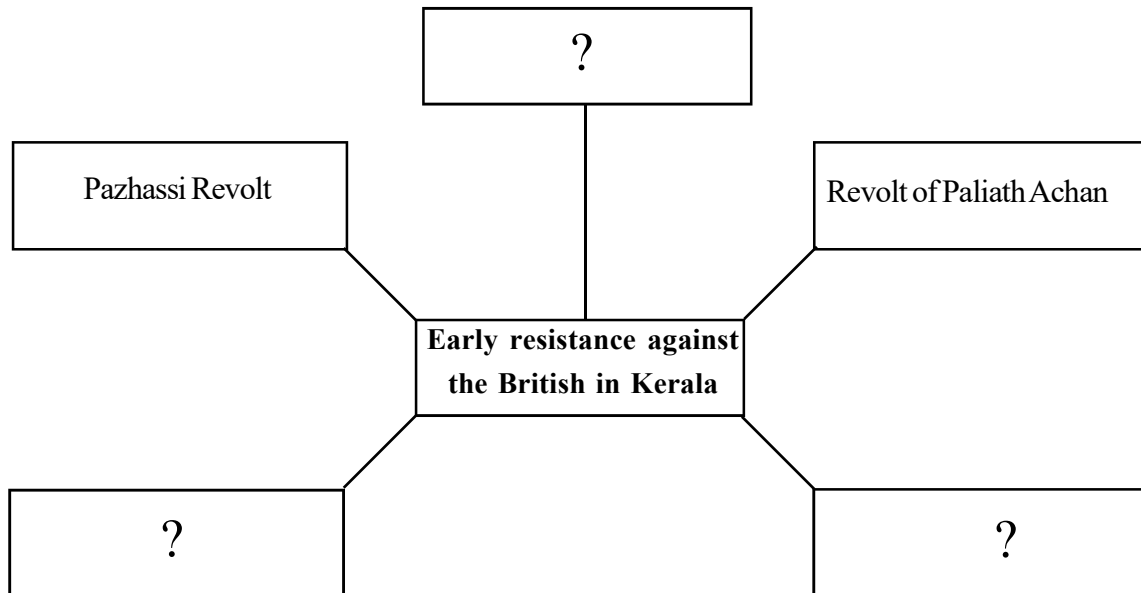 ?
Pazhassi Revolt
Revolt of Paliath Achan
Early resistance against
the British in Kerala
?
?